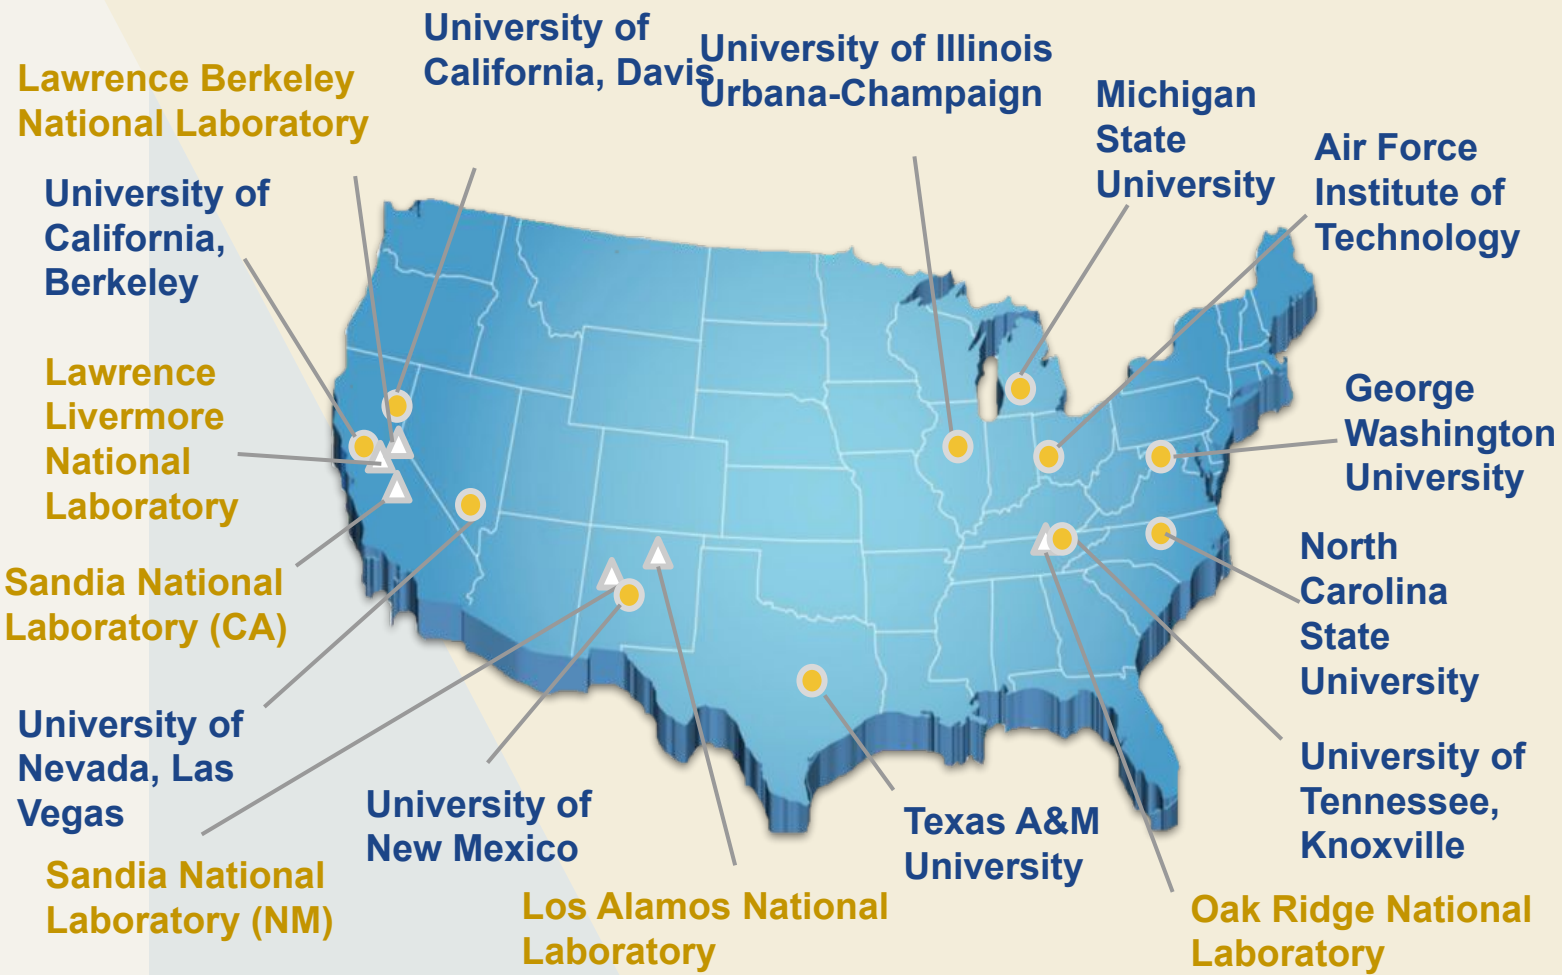 University of
California, Davis
University of Illinois
Urbana-Champaign
Lawrence Berkeley
National Laboratory
Michigan
State
University
Air Force
Institute of
Technology
University of
California,
Berkeley
Lawrence
Livermore
National
Laboratory
George
Washington
University
Sandia National
Laboratory (CA)
North
Carolina
State
University
University of
Nevada, Las
Vegas
University of
New Mexico
Texas A&M
University
University of
Tennessee,
Knoxville
Sandia National
Laboratory (NM)
Los Alamos National
Laboratory
Oak Ridge National
Laboratory